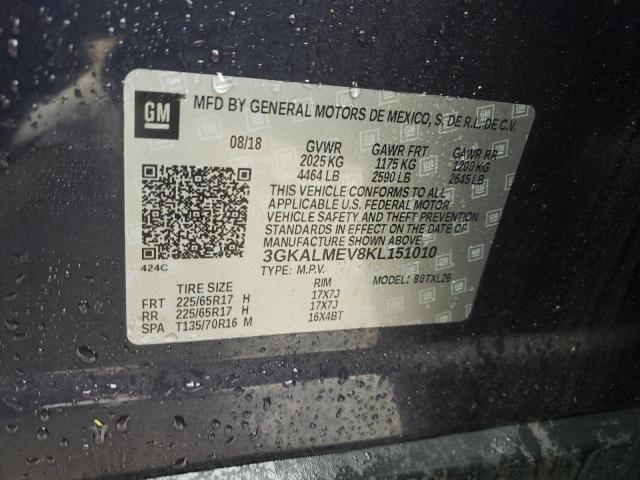 GM
MFD BY GENERAL MOTORS DE MEXICO, S. DE R.L. DE C.V.
08/18 GVWR GAWR FRT GAWR RR
2025 KG 1175 KG 1200 KG
4464 LB 2590 LB 2645 LB
THIS VEHICLE CONFORMS TO ALL
APPLICABLE U.S. FEDERAL MOTOR
VEHICLE SAFETY AND THEFT PREVENTION
STANDARDS IN EFFECT ON THE DATE OF
MANUFACTURE SHOWN ABOVE.
3GKALMEV8KL151010
424C TYPE: M.P.V. MODEL: 80TXL26
TIRE SIZE RIM
FRT 225/65R17 H 17X7J
RR 225/65R17 H 17X7J
SPA T135/70R16 M 16X4BT